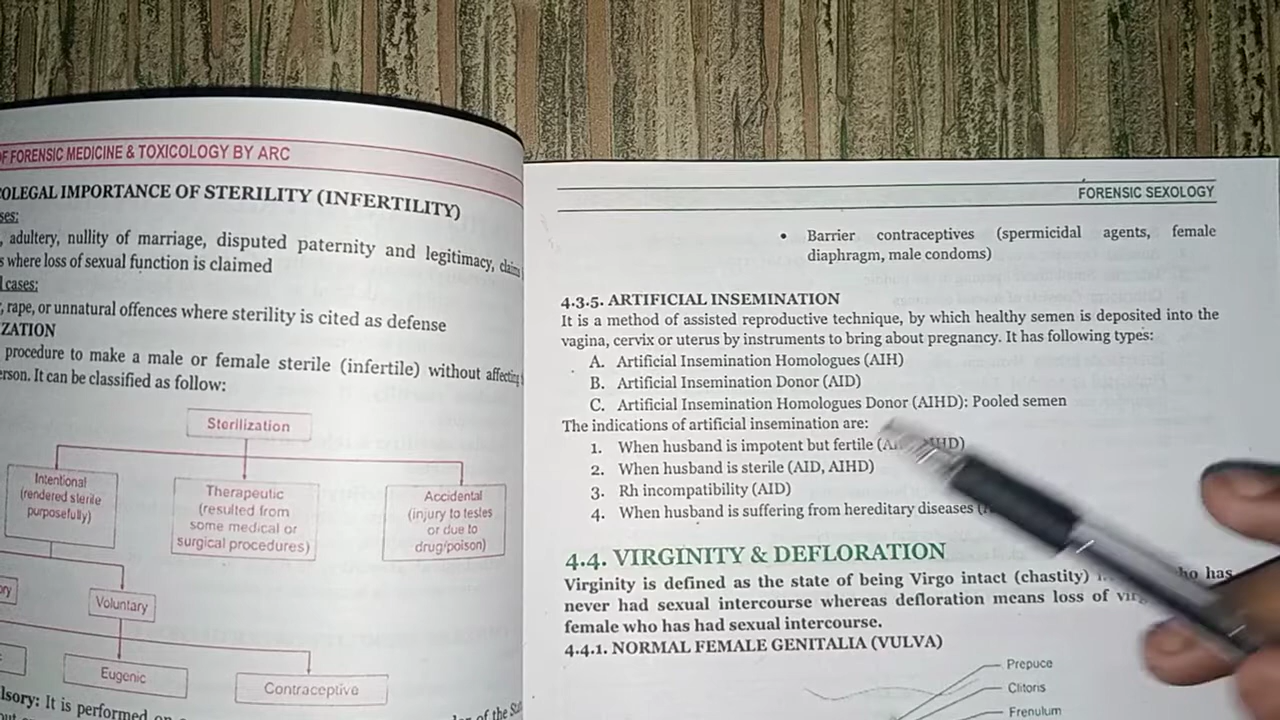 OF FORENSIC MEDICINE & TOXICOLOGY BY ARC
IMPORTANCE OF STERILITY (INFERTILITY)
adultery, nullity of marriage, disputed paternity and legitimacy,
where loss of sexual function is claimed
cases:
rape, or unnatural offences where sterility is cited as defense
procedure to make a male or female sterile (infertile) without affecting
It can be classified as follow:
Sterilization
Intentional
(rendered sterile
purposefully)
Therapeutic
(resulted from
some medical or
surgical procedures)
Accidental
(injury to testes
or due to
drug/poison)
Voluntary
Eugenic
Contraceptive
It is performed
of the
FORENSIC SEXOLOGY
• Barrier contraceptives (spermicidal agents, female
diaphragm, male condoms)
4.3.5. ARTIFICIAL INSEMINATION
It is a method of assisted reproductive technique, by which healthy semen is deposited into the
vagina, cervix or uterus by instruments to bring about pregnancy. It has following types:
A. Artificial Insemination Homologues (AIH)
B. Artificial Insemination Donor (AID)
C. Artificial Insemination Homologues Donor (AIHD): Pooled semen
The indications of artificial insemination are:
1. When husband is impotent but fertile
2. When husband is sterile (AID, AIHD)
3. Rh incompatibility (AID)
4. When husband is suffering from hereditary diseases
4.4. VIRGINITY & DEFLORATION
Virginity is defined as the state of being Virgo intact (chastity) has
never had sexual intercourse whereas defloration means loss of
female who has had sexual intercourse.
4.4.1. NORMAL FEMALE GENITALIA (VULVA)
Prepuce
Clitoris
Frenulum